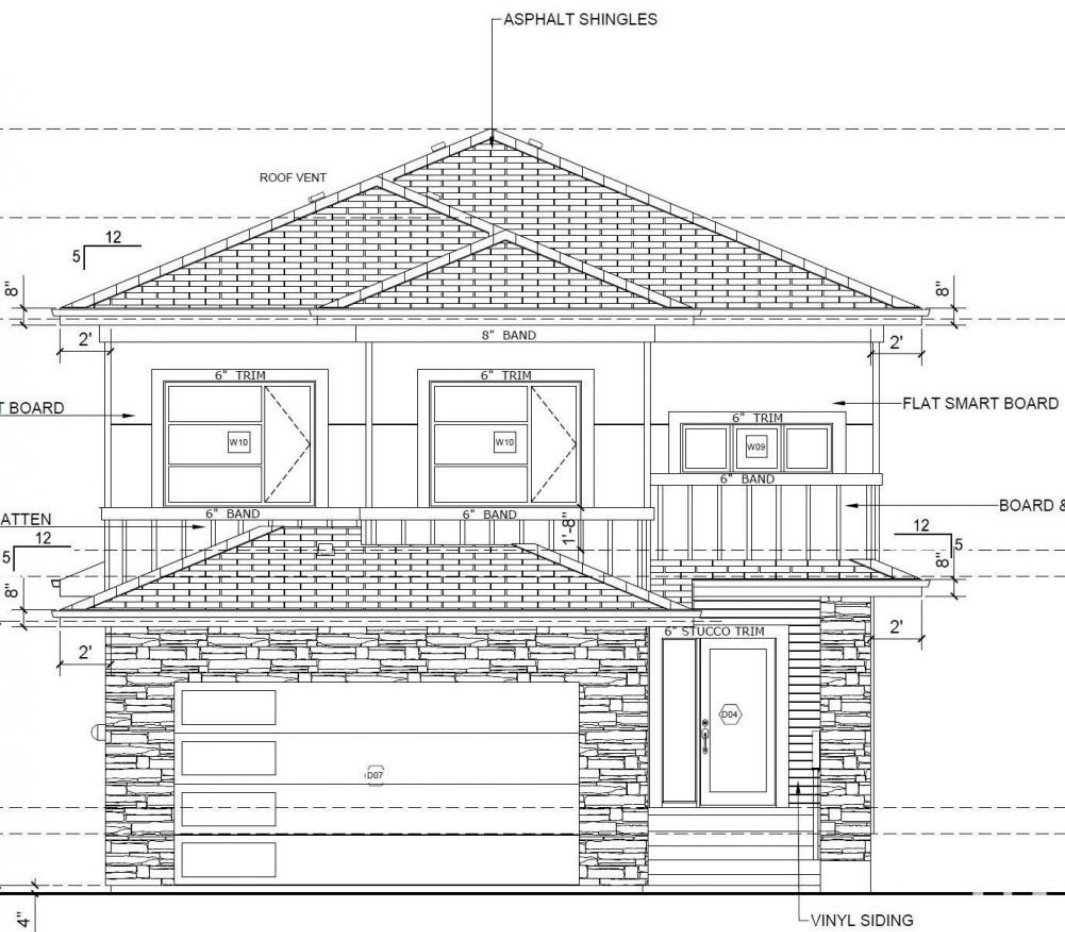 ASPHALT SHINGLES
ROOF VENT
12
5
8"
8"
2'
8" BAND
2'
6" TRIM
6" TRIM
T BOARD
FLAT SMART BOARD
6" TRIM
W10
W10
W09
6" BAND
BOARD &
6" BAND
6" BAND
ATTEN
1'-8"
12
5
12
5
8"
8"
2'
6" STUCCO TRIM
2'
D04
D07
4"
VINYL SIDING